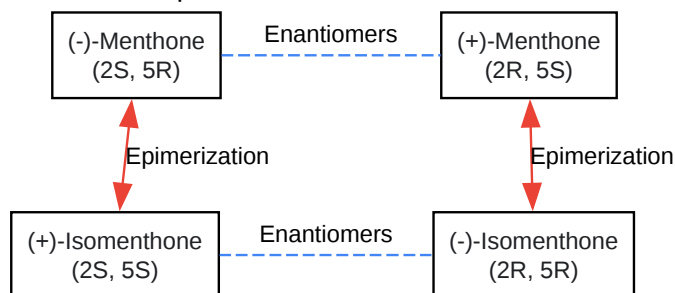 (-)-Menthone
(2S, 5R)
Enantiomers
(+)-Menthone
(2R, 5S)
Epimerization
Epimerization
(+)-Isomenthone
(2S, 5S)
Enantiomers
(-)-Isomenthone
(2R, 5R)